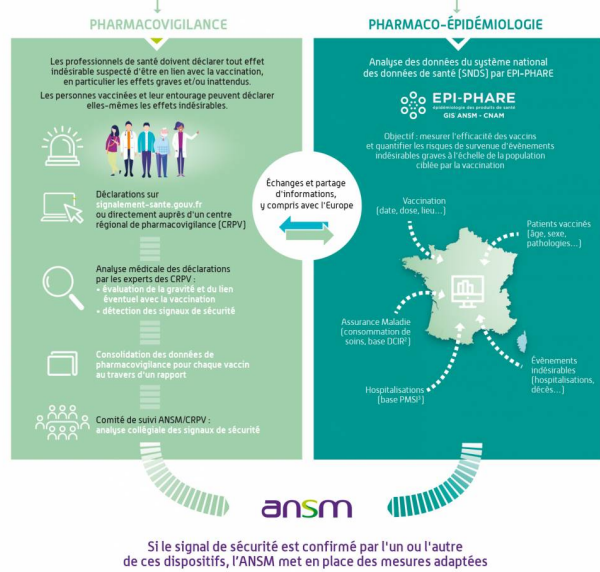 PHARMACOVIGILANCE
Les professionnels de santé doivent déclarer tout effet
indésirable suspecté d'être en lien avec la vaccination,
en particulier les effets graves et/ou inattendus.
Les personnes vaccinées et leur entourage peuvent déclarer
elles-mêmes les effets indésirables.
Déclarations sur
signalement-sante.gouv.fr
ou directement auprès d'un centre
régional de pharmacovigilance (CRPV)
Analyse médicale des déclarations
par les experts des CRPV :
• évaluation de la gravité et du lien
éventuel avec la vaccination
• détection des signaux de sécurité
Consolidation des données de
pharmacovigilance pour chaque vaccin
au travers d'un rapport
Comité de suivi ANSM/CRPV :
analyse collégiale des signaux de sécurité
Échanges et partage
d'informations,
y compris avec l'Europe
PHARMACO-ÉPIDÉMIOLOGIE
Analyse des données du système national
des données de santé (SNDS) par EPI-PHARE
EPI-PHARE
épidémiologie des produits de santé
GIS ANSM - CNAM
Objectif : mesurer l'efficacité des vaccins
et quantifier les risques de survenue d'évènements
indésirables graves à l'échelle de la population
ciblée par la vaccination
Vaccination
(date, dose, lieu...)
Patients vaccinés
(âge, sexe,
pathologies...)
Assurance Maladie
(consommation de
soins, base DCIR²)
Évènements
indésirables
(hospitalisations,
décès...)
Hospitalisations
(base PMSI³)
ansm
Si le signal de sécurité est confirmé par l'un ou l'autre
de ces dispositifs, l'ANSM met en place des mesures adaptées